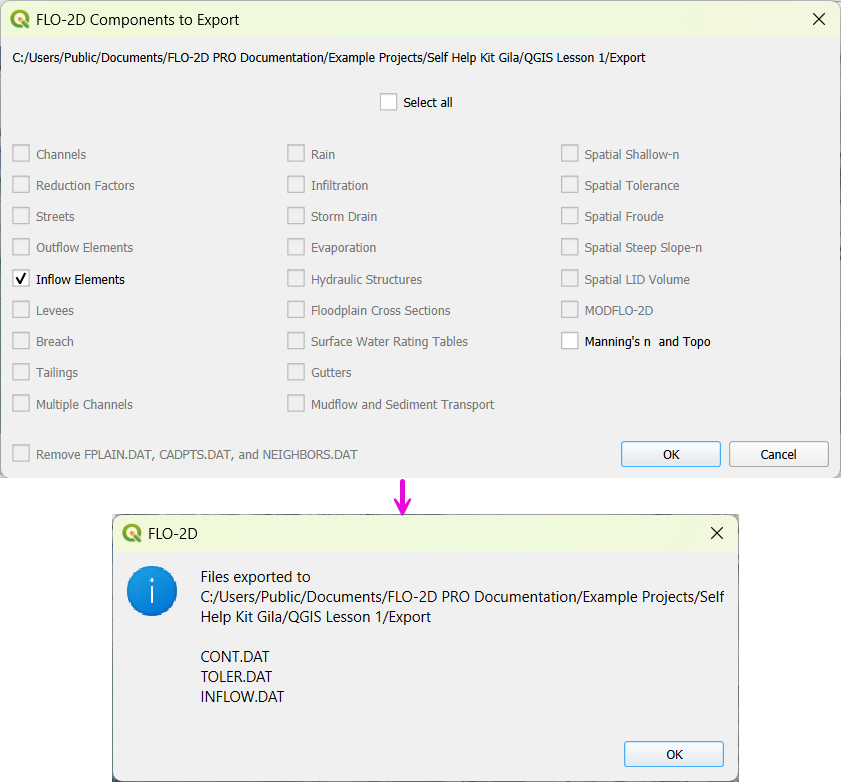 FLO-2D Components to Export
C:/Users/Public/Documents/FLO-2D PRO Documentation/Example Projects/Self Help Kit Gila/QGIS Lesson 1/Export
Select all
Channels
Rain
Spatial Shallow-n
Reduction Factors
Infiltration
Spatial Tolerance
Streets
Storm Drain
Spatial Froude
Outflow Elements
Evaporation
Spatial Steep Slope-n
Inflow Elements
Hydraulic Structures
Spatial LID Volume
Levees
Floodplain Cross Sections
MODFLO-2D
Breach
Surface Water Rating Tables
Manning's n  and Topo
Tailings
Gutters
Multiple Channels
Mudflow and Sediment Transport
Remove FPLAIN.DAT, CADPTS.DAT, and NEIGHBORS.DAT
OK
Cancel
FLO-2D
Files exported to
C:/Users/Public/Documents/FLO-2D PRO Documentation/Example Projects/Self
Help Kit Gila/QGIS Lesson 1/Export
CONT.DAT
TOLER.DAT
INFLOW.DAT
OK